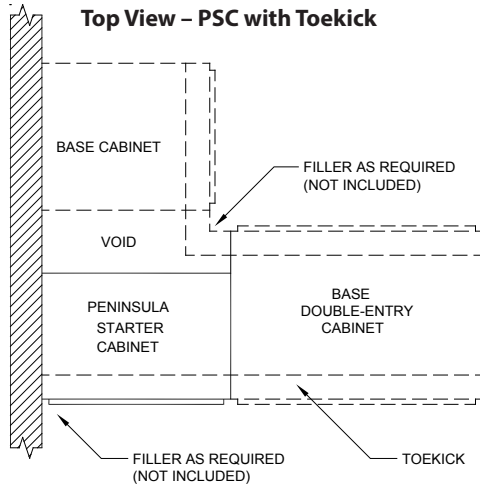 Top View – PSC with Toekick
BASE CABINET
FILLER AS REQUIRED
(NOT INCLUDED)
VOID
PENINSULA
STARTER
CABINET
BASE
DOUBLE-ENTRY
CABINET
FILLER AS REQUIRED
(NOT INCLUDED)
TOEKICK